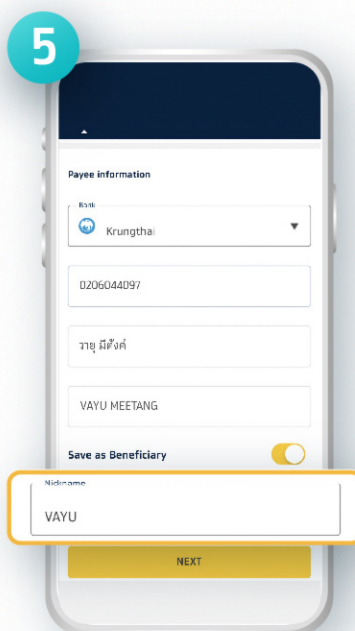 5
Payee information
Bank
Krungthai
0206044097
วายุ มีตังค์
VAYU MEETANG
Save as Beneficiary
Nickname
VAYU
NEXT